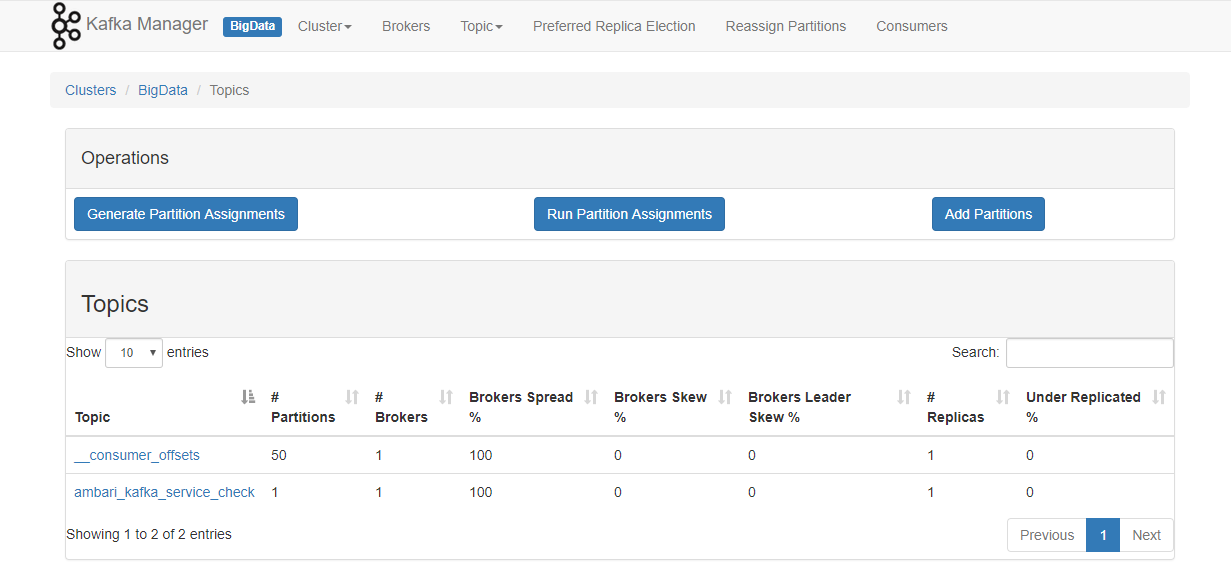 Kafka Manager BigData Cluster Brokers Topic Preferred Replica Election Reassign Partitions Consumers
Clusters / BigData / Topics
Operations
Generate Partition Assignments Run Partition Assignments Add Partitions
Topics
Show 10 entries Search:
Topic # Partitions # Brokers Brokers Spread % Brokers Skew % Brokers Leader Skew % # Replicas Under Replicated %
__consumer_offsets 50 1 100 0 0 1 0
ambari_kafka_service_check 1 1 100 0 0 1 0
Showing 1 to 2 of 2 entries Previous 1 Next